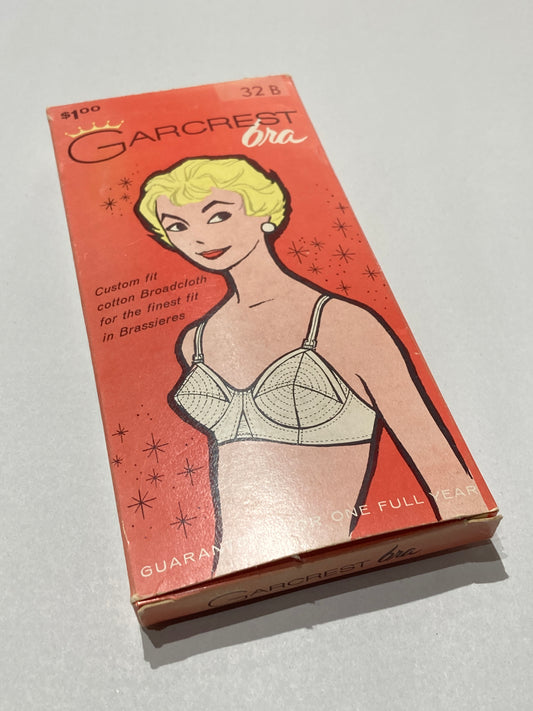 $1.00
32 B
GARCREST bra
Custom fit
cotton Broadcloth
for the finest fit
in Brassieres
ONE FULL YEAR
GARCREST bra